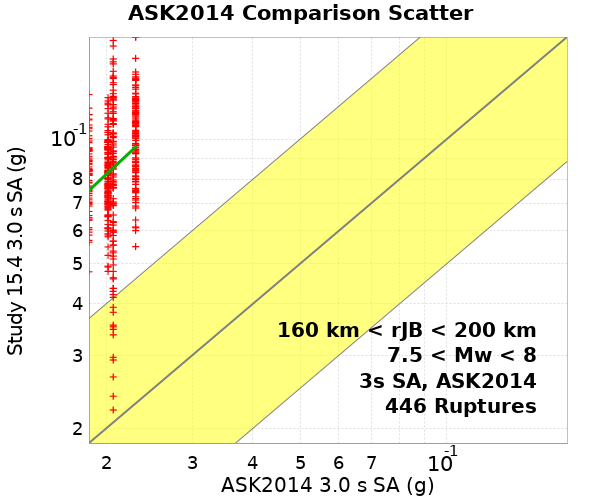 ASK2014 Comparison Scatter
Study 15.4 3.0 s SA (g)
10-1
8
7
6
5
4
3
2
160 km < rJB < 200 km
7.5 < Mw < 8
3s SA, ASK2014
446 Ruptures
2 3 4 5 6 7 10-1
ASK2014 3.0 s SA (g)